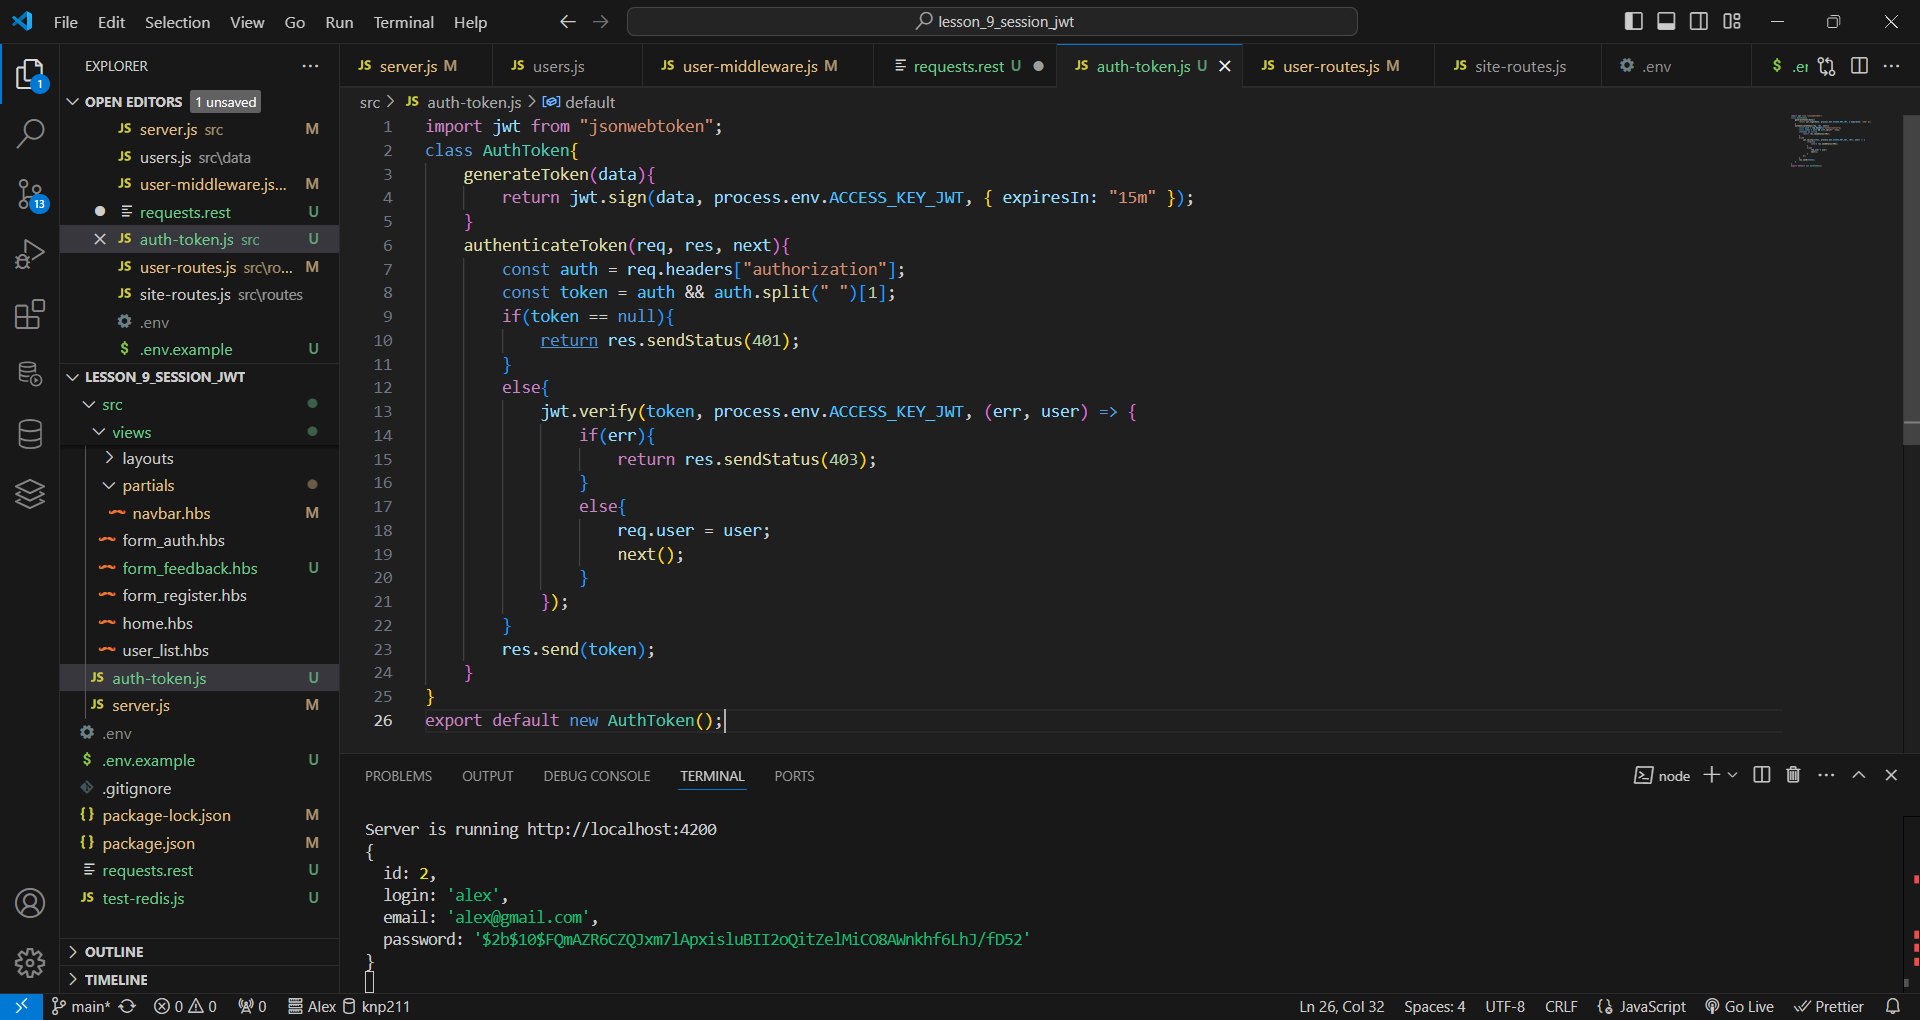 File Edit Selection View Go Run Terminal Help
lesson_9_session_jwt
EXPLORER
OPEN EDITORS 1 unsaved
JS server.js src M
JS users.js src\data
JS user-middleware.js... M
requests.rest U
JS auth-token.js src U
JS user-routes.js src\ro... M
JS site-routes.js src\routes
.env
$ .env.example U
LESSON_9_SESSION_JWT
src
views
layouts
partials
navbar.hbs M
form_auth.hbs
form_feedback.hbs U
form_register.hbs
home.hbs
user_list.hbs
JS auth-token.js U
JS server.js M
.env
$ .env.example U
.gitignore
{} package-lock.json M
{} package.json M
requests.rest U
JS test-redis.js U
OUTLINE
TIMELINE
1
13
JS server.js M
JS users.js
JS user-middleware.js M
requests.rest U
JS auth-token.js U
JS user-routes.js M
JS site-routes.js
.env
$ .er
src > JS auth-token.js > default
1 import jwt from "jsonwebtoken";
2 class AuthToken{
3 generateToken(data){
4 return jwt.sign(data, process.env.ACCESS_KEY_JWT, { expiresIn: "15m" });
5 }
6 authenticateToken(req, res, next){
7 const auth = req.headers["authorization"];
8 const token = auth && auth.split(" ")[1];
9 if(token == null){
10 return res.sendStatus(401);
11 }
12 else{
13 jwt.verify(token, process.env.ACCESS_KEY_JWT, (err, user) => {
14 if(err){
15 return res.sendStatus(403);
16 }
17 else{
18 req.user = user;
19 next();
20 }
21 });
22 }
23 res.send(token);
24 }
25 }
26 export default new AuthToken();
PROBLEMS OUTPUT DEBUG CONSOLE TERMINAL PORTS
node
Server is running http://localhost:4200
{
id: 2,
login: 'alex',
email: 'alex@gmail.com',
password: '$2b$10$FQmAZR6CZQJxm7lApxisluBII2oQitZelMiCO8AWnkhf6LhJ/fD52'
}
main* 0 0 0 Alex knp211
Ln 26, Col 32 Spaces: 4 UTF-8 CRLF {} JavaScript Go Live Prettier